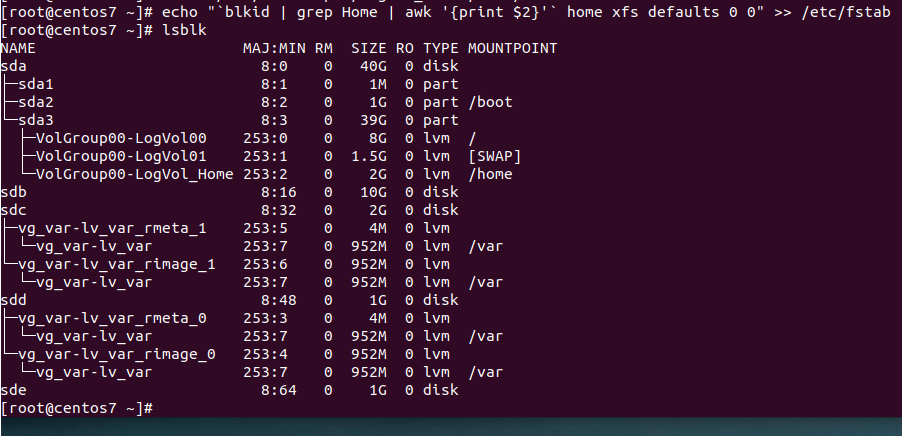 [root@centos7 ~]# echo "`blkid | grep Home | awk '{print $2}'` home xfs defaults 0 0" >> /etc/fstab
[root@centos7 ~]# lsblk
NAME                       MAJ:MIN RM  SIZE RO TYPE MOUNTPOINT
sda                          8:0    0   40G  0 disk
├─sda1                       8:1    0    1M  0 part
├─sda2                       8:2    0    1G  0 part /boot
└─sda3                       8:3    0   39G  0 part
  ├─VolGroup00-LogVol00    253:0    0    8G  0 lvm  /
  ├─VolGroup00-LogVol01    253:1    0  1.5G  0 lvm  [SWAP]
  └─VolGroup00-LogVol_Home 253:2    0    2G  0 lvm  /home
sdb                          8:16   0   10G  0 disk
sdc                          8:32   0    2G  0 disk
├─vg_var-lv_var_rmeta_1    253:5    0    4M  0 lvm
│ └─vg_var-lv_var          253:7    0  952M  0 lvm  /var
└─vg_var-lv_var_rimage_1   253:6    0  952M  0 lvm
  └─vg_var-lv_var          253:7    0  952M  0 lvm  /var
sdd                          8:48   0    1G  0 disk
├─vg_var-lv_var_rmeta_0    253:3    0    4M  0 lvm
│ └─vg_var-lv_var          253:7    0  952M  0 lvm  /var
└─vg_var-lv_var_rimage_0   253:4    0  952M  0 lvm
  └─vg_var-lv_var          253:7    0  952M  0 lvm  /var
sde                          8:64   0    1G  0 disk
[root@centos7 ~]#